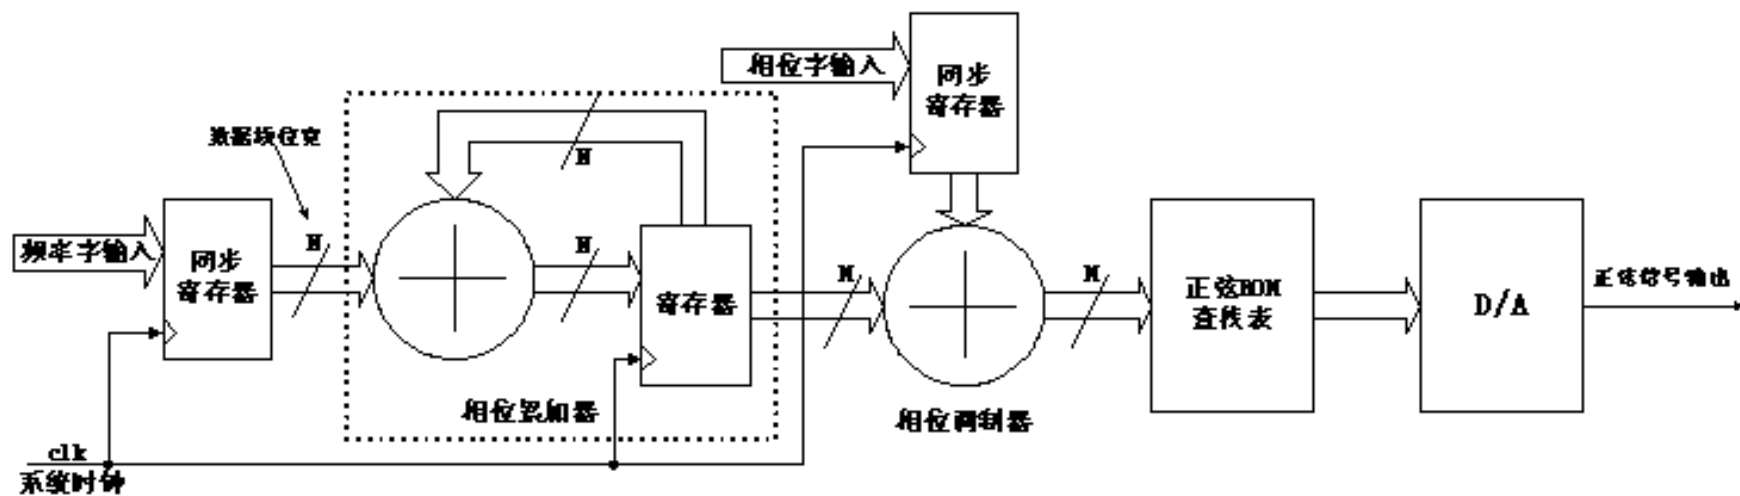 相位字输入
同步
寄存器
数据线位宽
N
频率字输入
同步
寄存器
N
N
寄存器
M
M
正弦ROM
查找表
D/A
正弦信号输出
相位累加器
相位调制器
clk
系统时钟